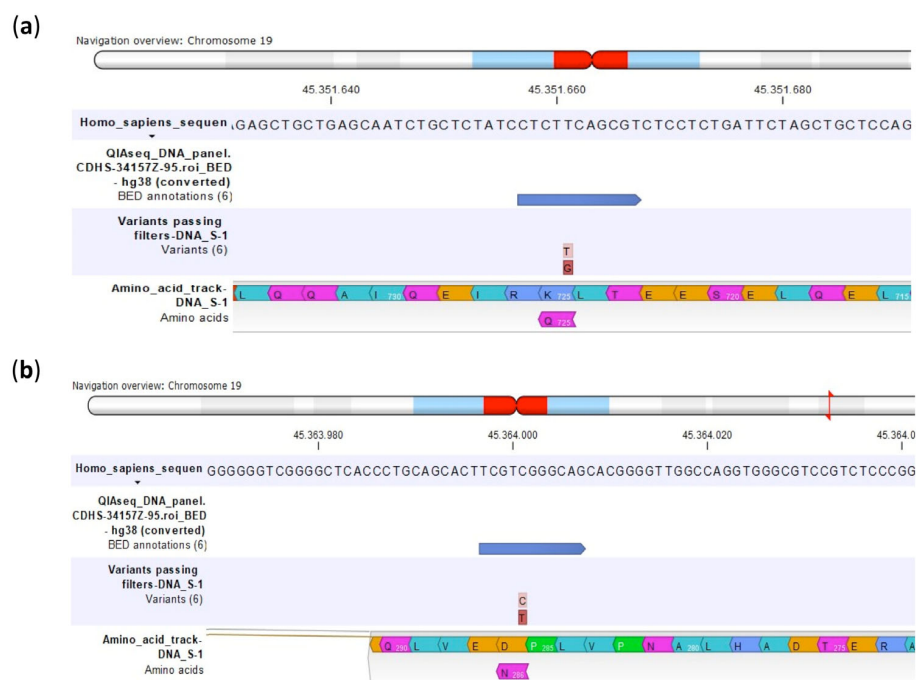 (a)
Navigation overview: Chromosome 19
45.351.640 45.351.660 45.351.680
Homo_sapiens_sequen GAGCTGCTGAGCAATCTGCTCTATCCTCTTCAGCGTCTCCTCTGATTCTAGCTGCTCCAG
QIAseq_DNA_panel.
CDHS-34157Z-95.roi_BED
- hg38 (converted)
BED annotations (6)
Variants passing
filters-DNA_S-1
Variants (6)
T
G
Amino_acid_track-
DNA_S-1
Amino acids
L Q Q A I 730 Q E I R K 725 L T E E S 720 E L Q E L 715
Q 725
(b)
Navigation overview: Chromosome 19
45.363.980 45.364.000 45.364.020 45.364.0
Homo_sapiens_sequen GGGGGGTCGGGGCTCACCCTGCAGCACTTCGTCGGGCAGCACGGGGTTGGCCAGGTGGGCGTCCGTCTCCCGG
QIAseq_DNA_panel.
CDHS-34157Z-95.roi_BED
- hg38 (converted)
BED annotations (6)
Variants passing
filters-DNA_S-1
Variants (6)
C
T
Amino_acid_track-
DNA_S-1
Amino acids
Q 290 L V E D P 285 L V P N A 280 L H A D T 275 E R A
N 286